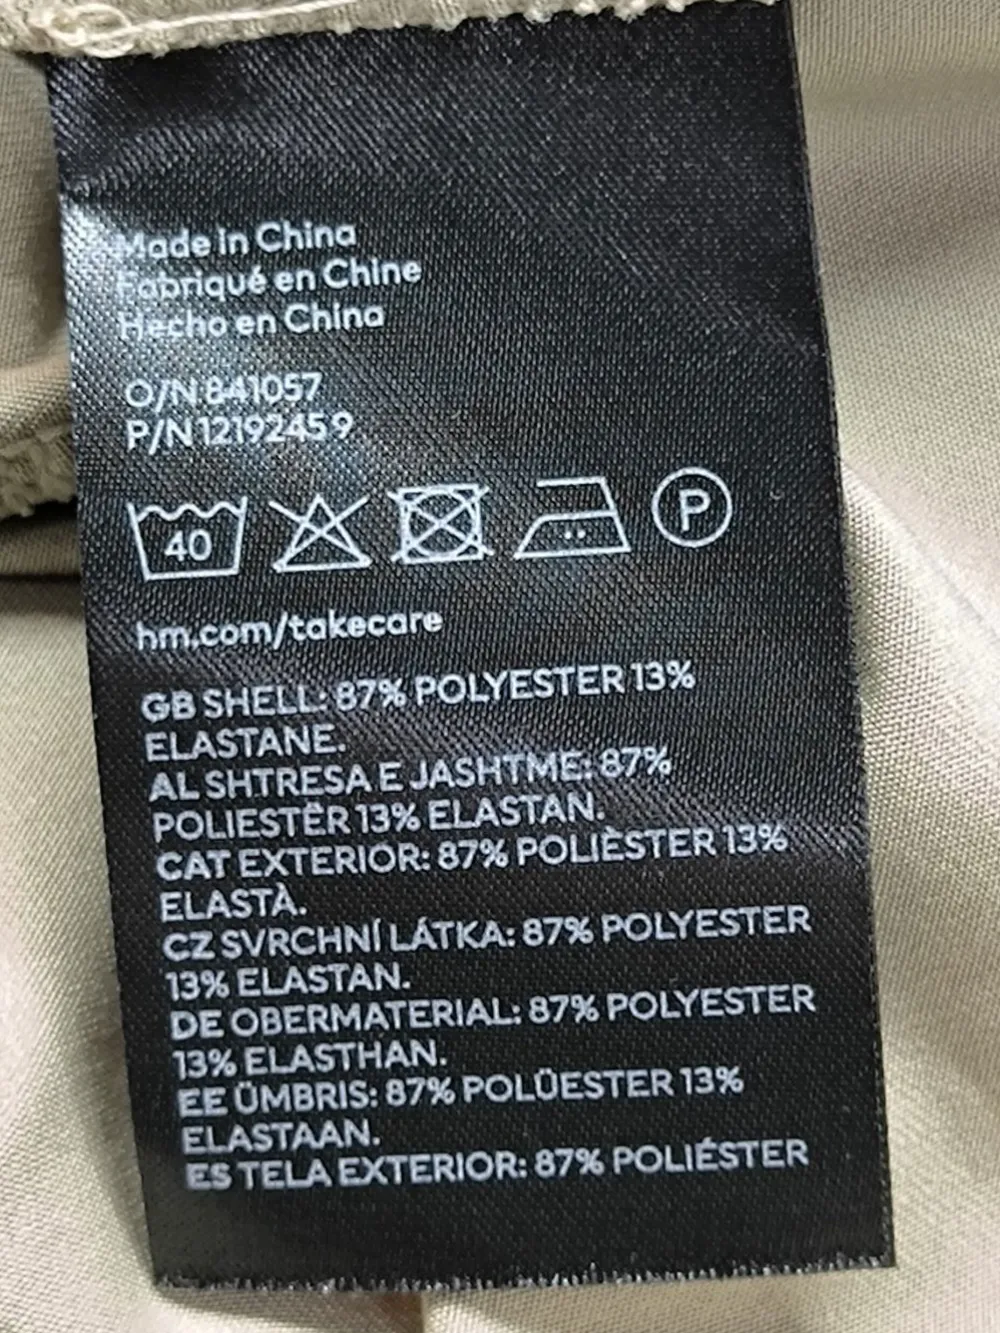 Made in China
Fabriqué en Chine
Hecho en China
O/N 841057
P/N 12192459
40
P
hm.com/takecare
GB SHELL: 87% POLYESTER 13%
ELASTANE.
AL SHTRESA E JASHTME: 87%
POLIESTËR 13% ELASTAN.
CAT EXTERIOR: 87% POLIÈSTER 13%
ELASTÀ.
CZ SVRCHNÍ LÁTKA: 87% POLYESTER
13% ELASTAN.
DE OBERMATERIAL: 87% POLYESTER
13% ELASTHAN.
EE ÜMBRIS: 87% POLÜESTER 13%
ELASTAAN.
ES TELA EXTERIOR: 87% POLIÉSTER